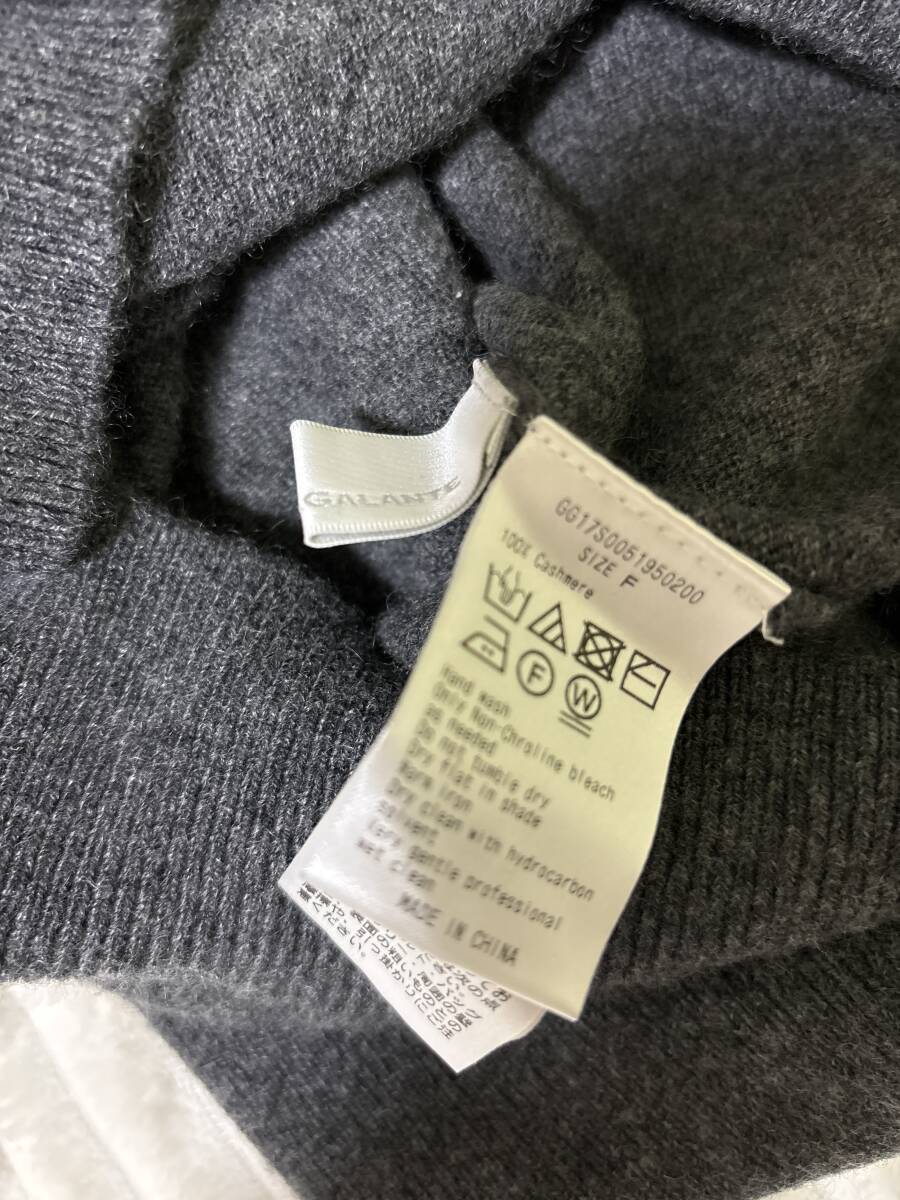 GALANTE
GG17S0051950200
SIZE F
100% Cashmere
F
W
Hand wash
Only Non-Chroline bleach
as needed
Do not tumble dry
Dry flat in shade
Warm iron
Dry clean with hydrocarbon
solvent
Very gentle professional
wet clean
MADE IN CHINA